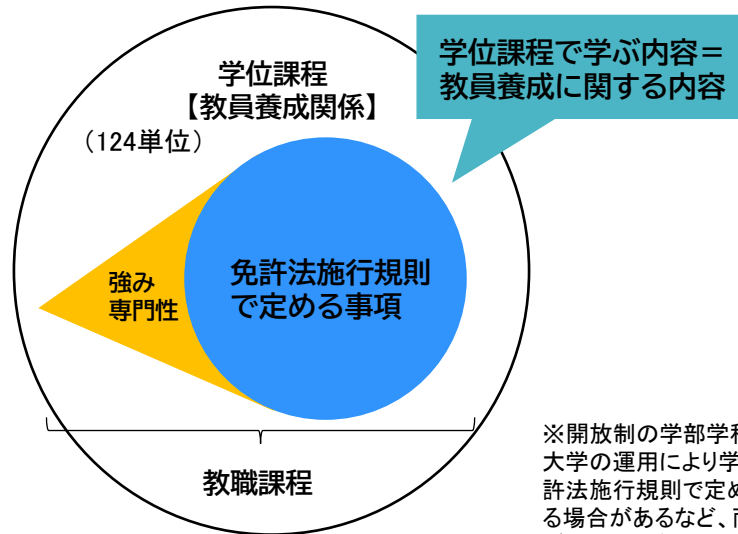 学位課程で学ぶ内容＝
教員養成に関する内容
学位課程
【教員養成関係】
（124単位）
強み
専門性
免許法施行規則
で定める事項
教職課程
※開放制の学部学科
大学の運用により学
許法施行規則で定め
る場合があるなど、